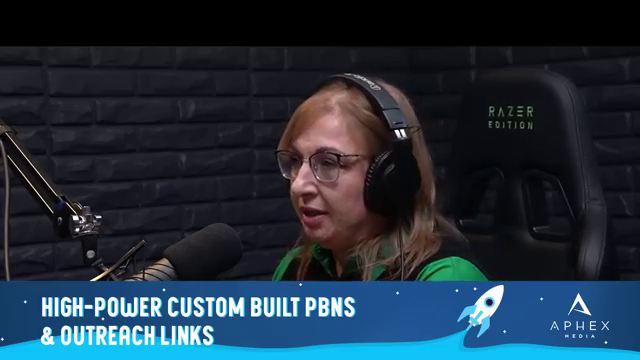 RAZER
EDITION
HIGH-POWER CUSTOM BUILT PBNS
& OUTREACH LINKS
APHEX
MEDIA